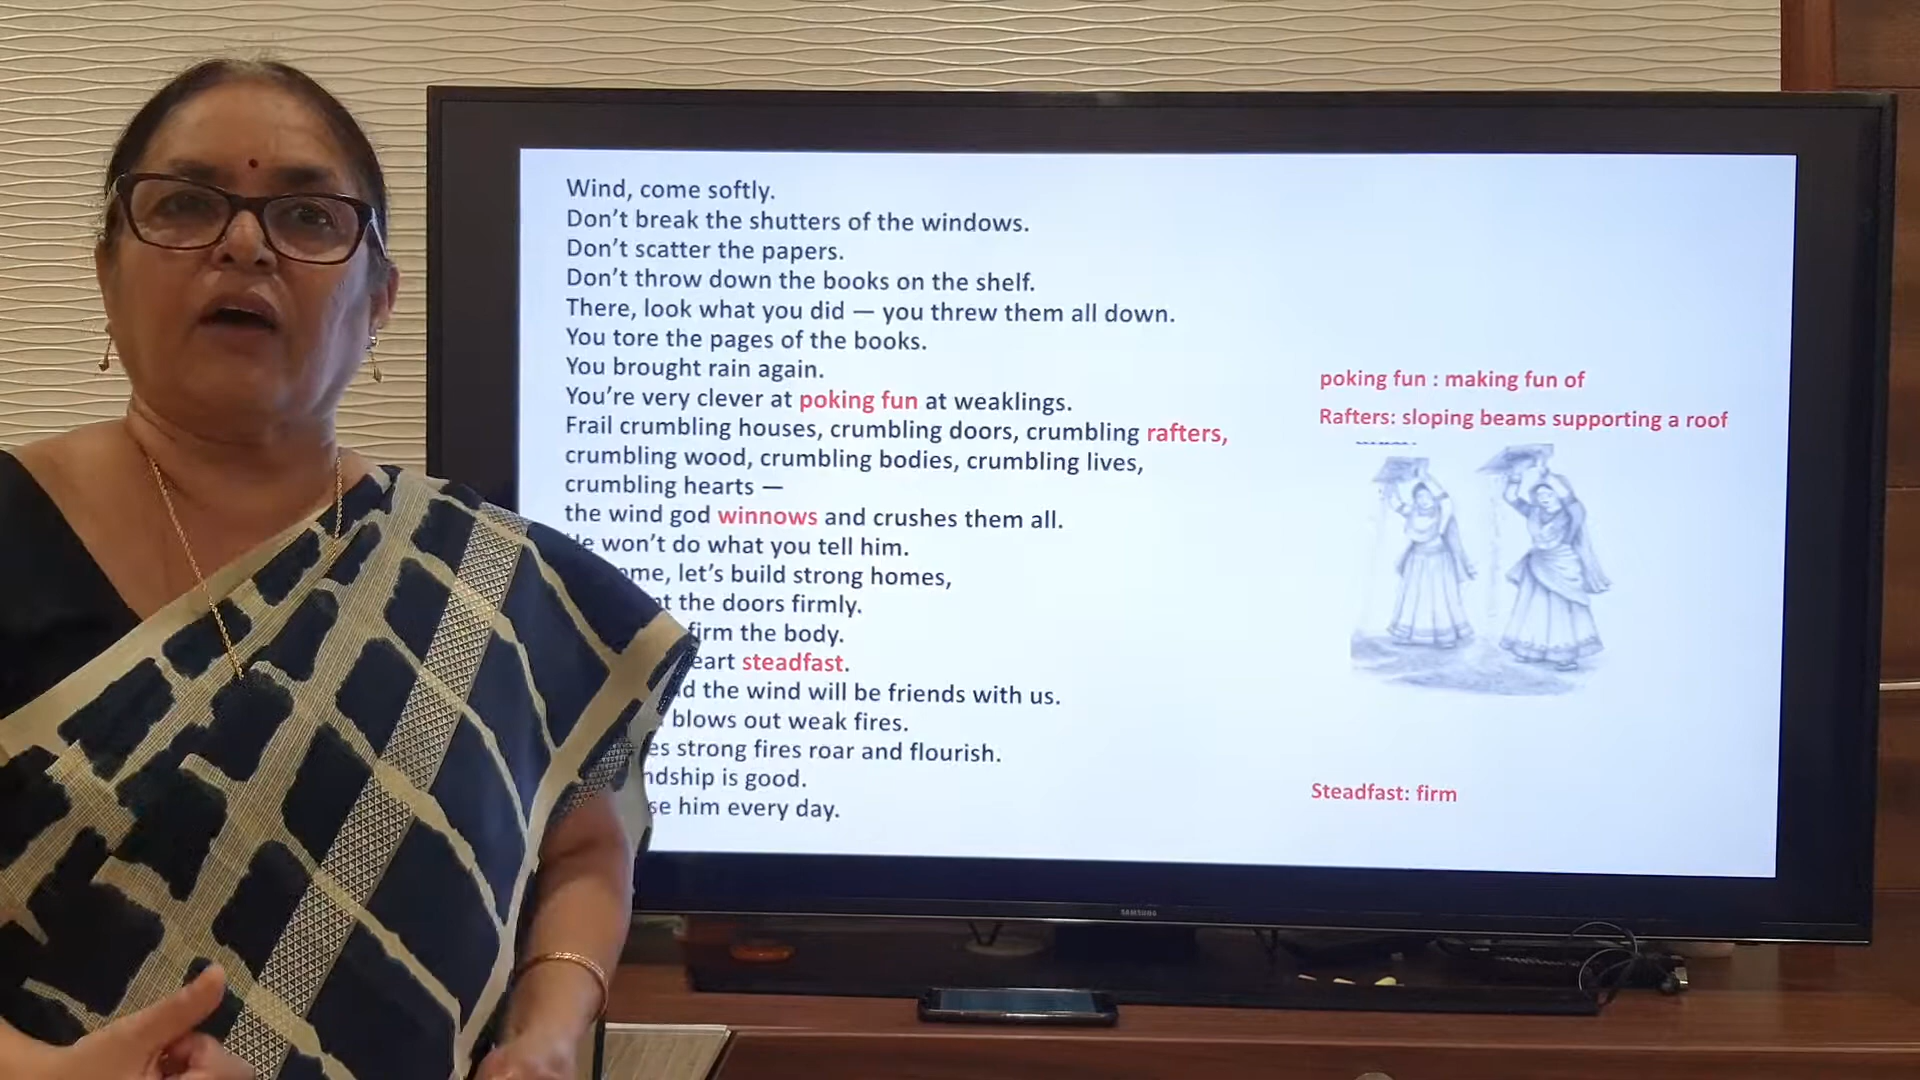 Wind, come softly.
Don't break the shutters of the windows.
Don't scatter the papers.
Don't throw down the books on the shelf.
There, look what you did — you threw them all down.
You tore the pages of the books.
You brought rain again.
You're very clever at poking fun at weaklings.
Frail crumbling houses, crumbling doors, crumbling rafters,
crumbling wood, crumbling bodies, crumbling lives,
crumbling hearts —
the wind god winnows and crushes them all.
won't do what you tell him.
let's build strong homes,
the doors firmly.
firm the body.
steadfast.
the wind will be friends with us.
blows out weak fires.
strong fires roar and flourish.
is good.
him every day.
poking fun : making fun of
Rafters: sloping beams supporting a roof
Steadfast: firm
SAMSUNG